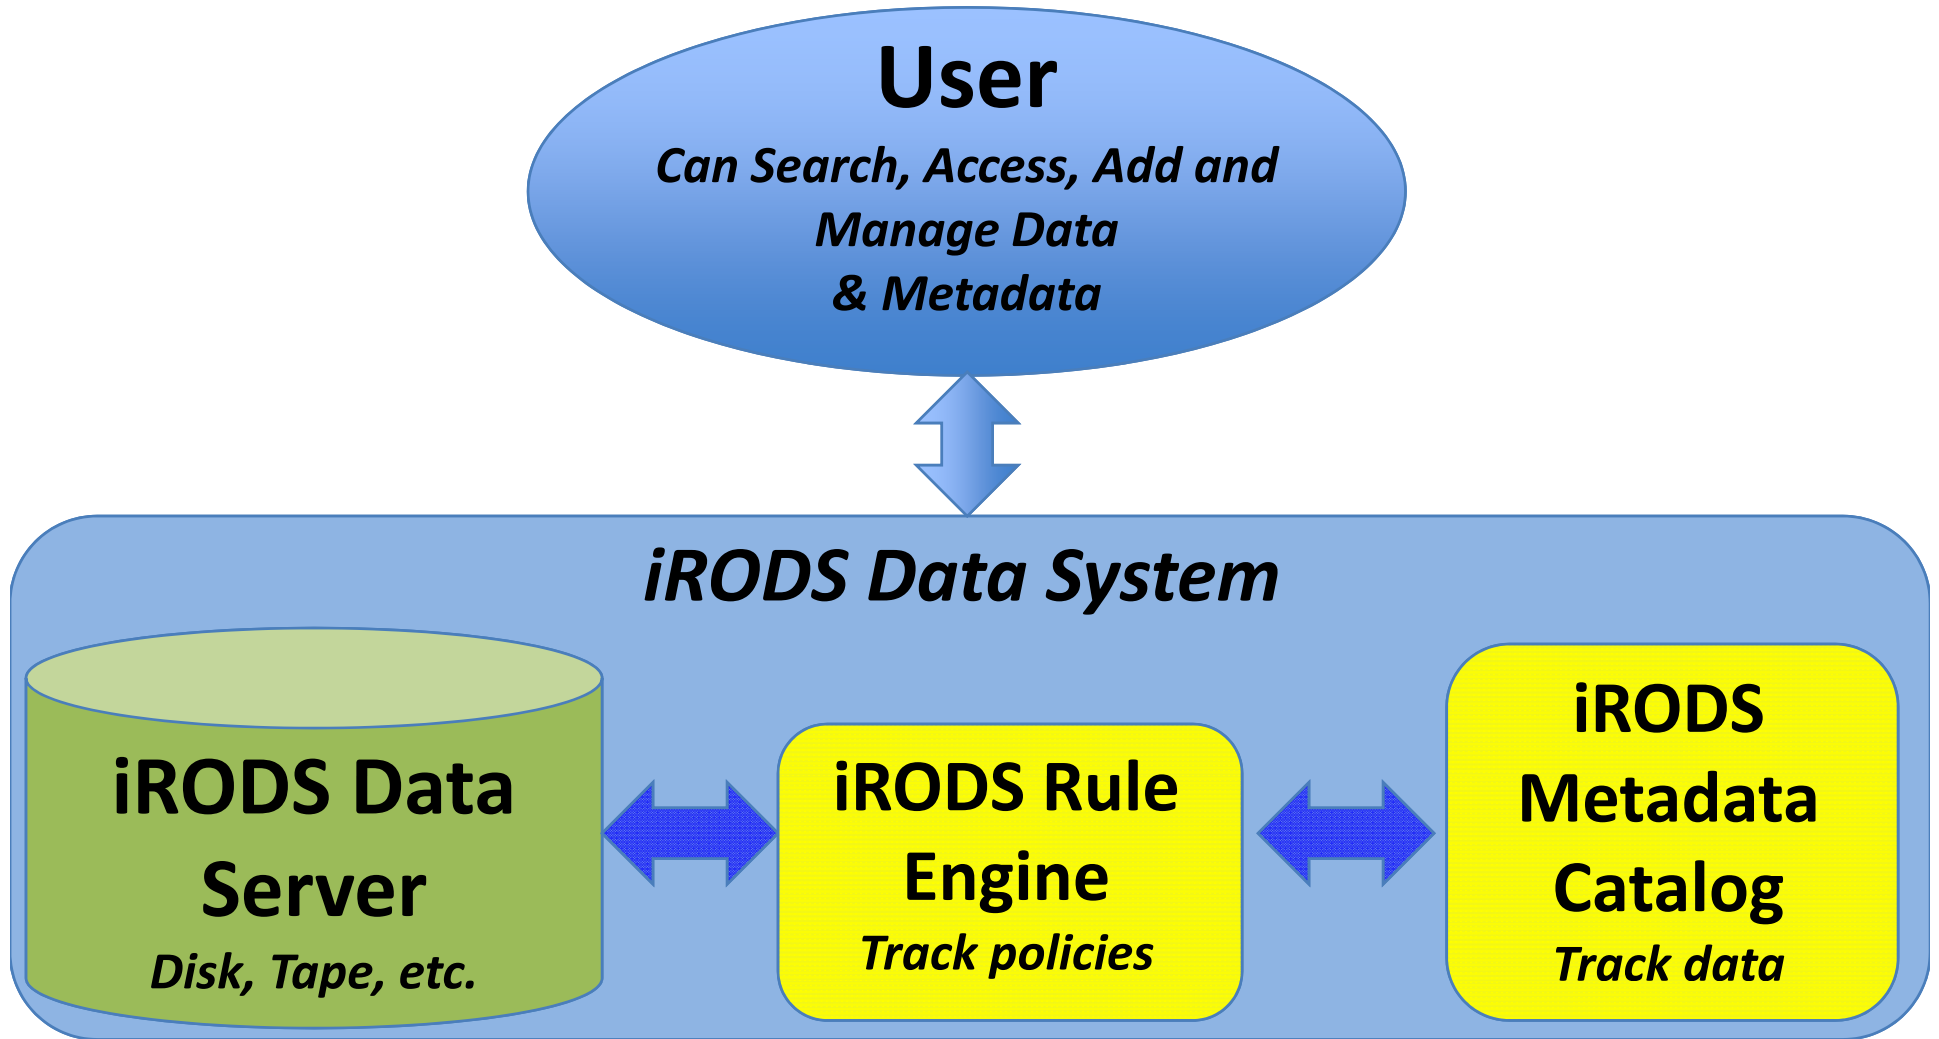 User
Can Search, Access, Add and
Manage Data
& Metadata
iRODS Data System
iRODS Data
Server
Disk, Tape, etc.
iRODS Rule
Engine
Track policies
iRODS
Metadata
Catalog
Track data